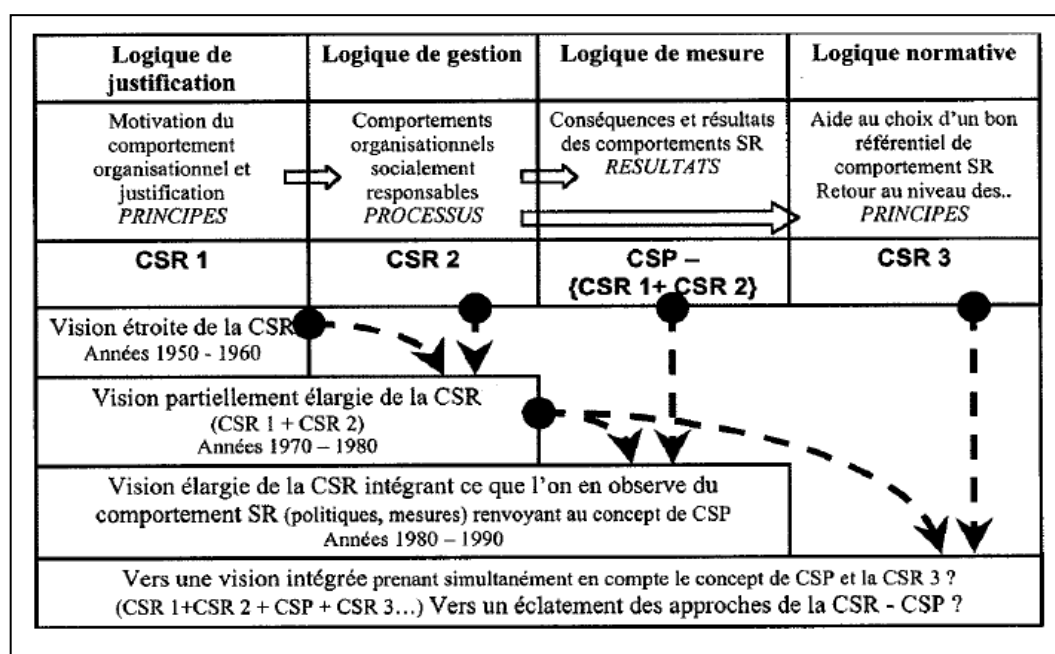 Logique de
justification
Logique de gestion
Logique de mesure
Logique normative
Motivation du
comportement
organisationnel et
justification
PRINCIPES
Comportements
organisationnels
socialement
responsables
PROCESSUS
Conséquences et résultats
des comportements SR
RESULTATS
Aide au choix d'un bon
référentiel de
comportement SR
Retour au niveau des..
PRINCIPES
CSR 1
CSR 2
CSP –
{CSR 1+ CSR 2}
CSR 3
Vision étroite de la CSR
Années 1950 - 1960
Vision partiellement élargie de la CSR
(CSR 1 + CSR 2)
Années 1970 – 1980
Vision élargie de la CSR intégrant ce que l'on en observe du
comportement SR (politiques, mesures) renvoyant au concept de CSP
Années 1980 - 1990
Vers une vision intégrée prenant simultanément en compte le concept de CSP et la CSR 3 ?
(CSR 1+CSR 2 + CSP + CSR 3...) Vers un éclatement des approches de la CSR - CSP ?